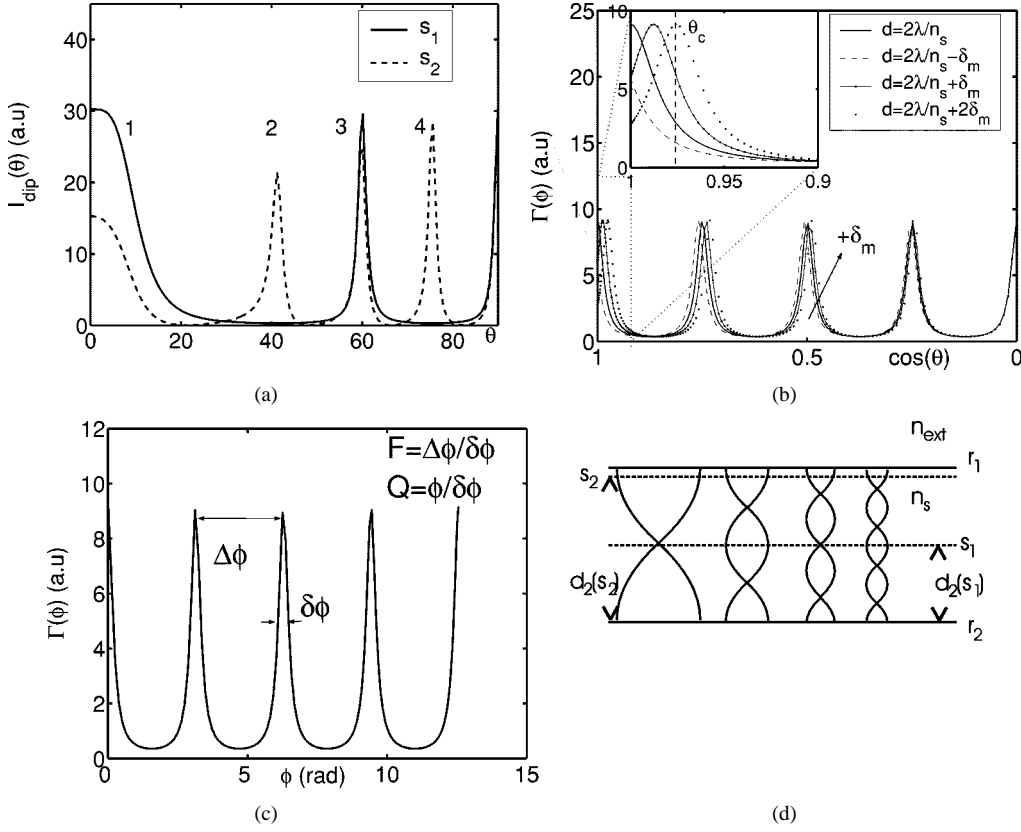 45
40
30
20
10
0
I_dip(θ) (a.u)
s_1
s_2
1
2
3
4
0 20 40 60 80 θ
(a)
25
20
15
10
5
0
Γ(φ) (a.u)
10
5
0
θ_c
1 0.95 0.9
d=2λ/n_s
d=2λ/n_s−δ_m
d=2λ/n_s+δ_m
d=2λ/n_s+2δ_m
+δ_m
1 0.5 cos(θ) 0
(b)
12
10
8
6
4
2
0
Γ(φ) (a.u)
F=Δφ/δφ
Q=φ/δφ
Δφ
δφ
0 5 φ (rad) 10 15
(c)
n_ext
r_1
s_2
n_s
s_1
d_2(s_2)
d_2(s_1)
r_2
(d)